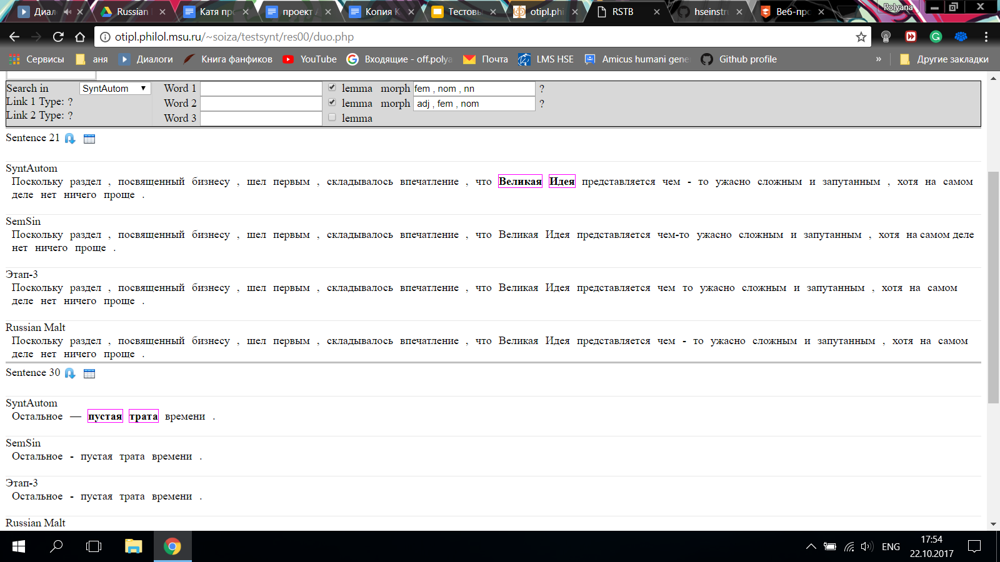 Диал
Russian
Катя пр
проект
Копия К
Тестовы
otipl.phi
RSTB
hseinstr
Веб-про
Polyana
otipl.philol.msu.ru/~soiza/testsynt/res00/duo.php
Сервисы аня Диалоги Книга фанфиков YouTube Входящие - off.polya Почта LMS HSE Amicus humani gene Github profile » Другие закладки
Search in SyntAutom Word 1 lemma morph fem , nom , nn ?
Link 1 Type: ? Word 2 lemma morph adj , fem , nom ?
Link 2 Type: ? Word 3 lemma
Sentence 21
SyntAutom
Поскольку раздел , посвященный бизнесу , шел первым , складывалось впечатление , что Великая Идея представляется чем - то ужасно сложным и запутанным , хотя на самом
деле нет ничего проще .
SemSin
Поскольку раздел , посвященный бизнесу , шел первым , складывалось впечатление , что Великая Идея представляется чем-то ужасно сложным и запутанным , хотя на самом деле
нет ничего проще .
Этап-3
Поскольку раздел , посвященный бизнесу , шел первым , складывалось впечатление , что Великая Идея представляется чем то ужасно сложным и запутанным , хотя на самом
деле нет ничего проще .
Russian Malt
Поскольку раздел , посвященный бизнесу , шел первым , складывалось впечатление , что Великая Идея представляется чем - то ужасно сложным и запутанным , хотя на самом
деле нет ничего проще .
Sentence 30
SyntAutom
Остальное — пустая трата времени .
SemSin
Остальное - пустая трата времени .
Этап-3
Остальное - пустая трата времени .
Russian Malt
ENG
17:54
22.10.2017